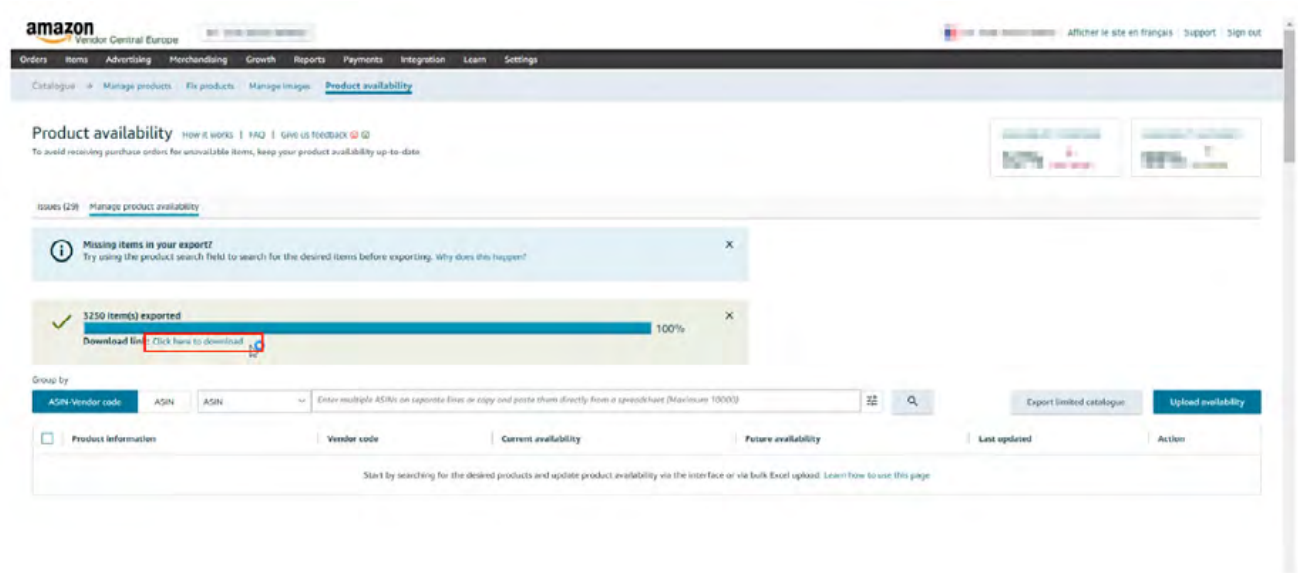 amazon
Vendor Central Europe
Afficher le site en français Support Sign out
Orders Items Advertising Merchandising Growth Reports Payments Integration Learn Settings
Catalogue Manage products Fix products Manage images Product availability
Product availability How it works | FAQ | Give us feedback
To avoid receiving purchase orders for unavailable items, keep your product availability up-to-date
Issues (29) Manage product availability
Missing items in your export?
Try using the product search field to search for the desired items before exporting. Why does this happen?
5250 item(s) exported
100%
Download link: Click here to download
Group by
ASIN-Vendor code ASIN ASIN Enter multiple ASINs on separate lines or copy and paste them directly from a spreadsheet (Maximum 10000) Export limited catalogue Upload availability
Product information Vendor code Current availability Future availability Last updated Action
Start by searching for the desired products and update product availability via the interface or via bulk Excel upload. Learn how to use this page